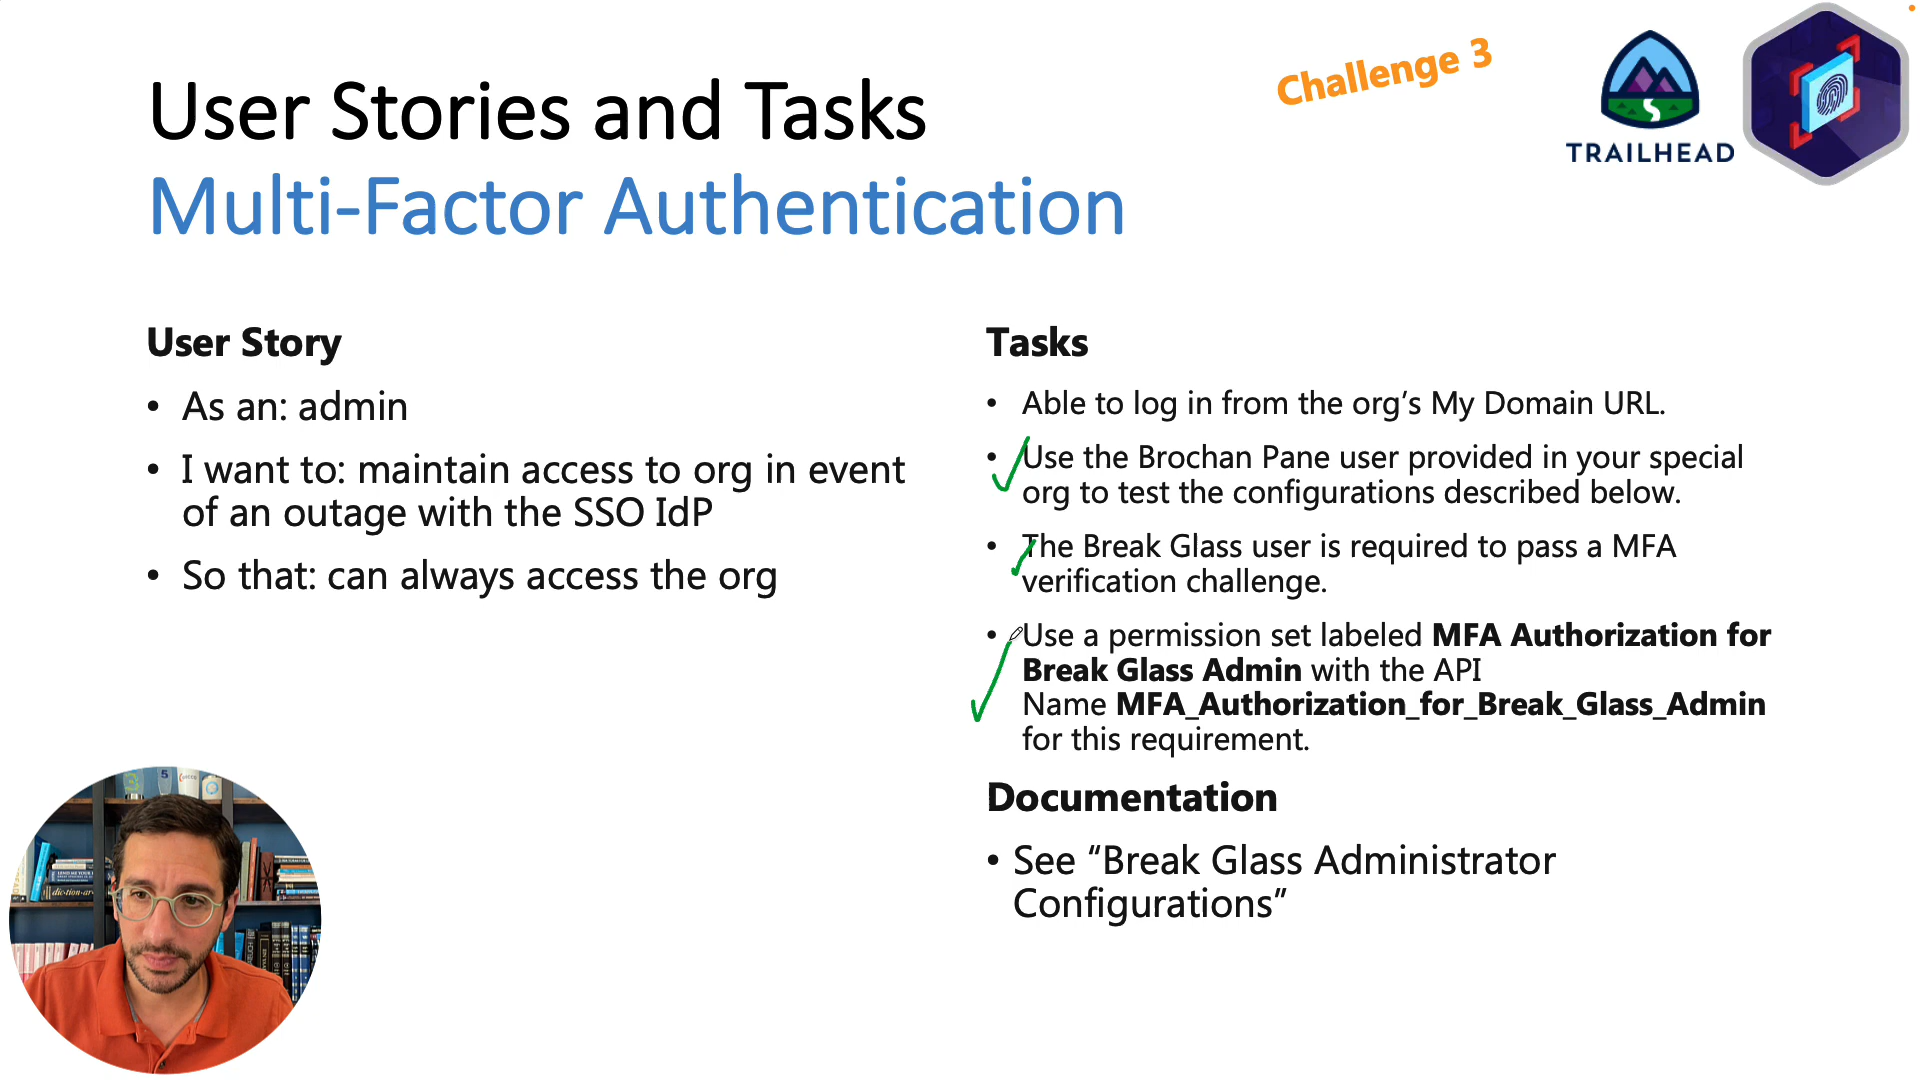 Challenge 3
TRAILHEAD
User Stories and Tasks
Multi-Factor Authentication
User Story
• As an: admin
• I want to: maintain access to org in event
of an outage with the SSO IdP
• So that: can always access the org
Tasks
• Able to log in from the org’s My Domain URL.
• Use the Brochan Pane user provided in your special
org to test the configurations described below.
• The Break Glass user is required to pass a MFA
verification challenge.
• Use a permission set labeled MFA Authorization for
Break Glass Admin with the API
Name MFA_Authorization_for_Break_Glass_Admin
for this requirement.
Documentation
• See “Break Glass Administrator
Configurations”